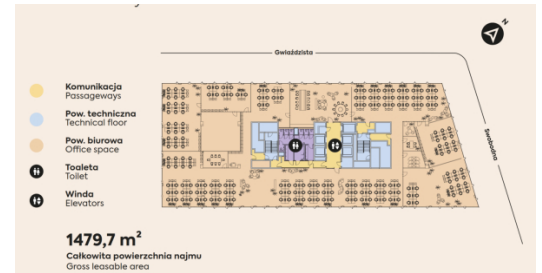 Gwiaździsta
N
Swobodna
Komunikacja
Passageways
Pow. techniczna
Technical floor
Pow. biurowa
Office space
Toaleta
Toilet
Winda
Elevators
1479,7 m²
Całkowita powierzchnia najmu
Gross leasable area